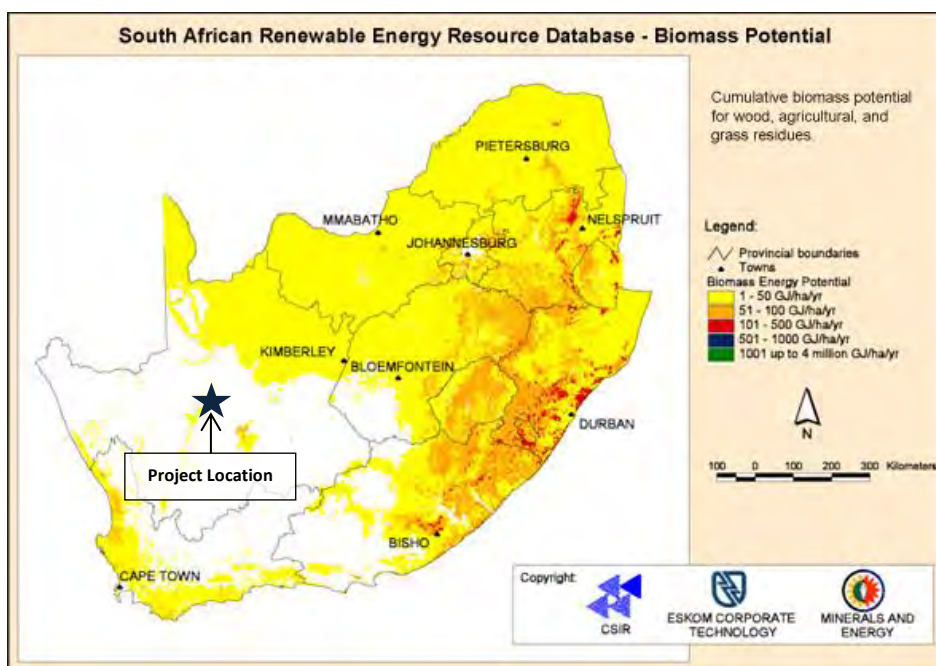 South African Renewable Energy Resource Database - Biomass Potential
Cumulative biomass potential
for wood, agricultural, and
grass residues.
PIETERSBURG
MMABATHO
NELSPRUIT
JOHANNESBURG
KIMBERLEY
BLOEMFONTEIN
DURBAN
Project Location
BISHO
CAPE TOWN
Legend:
Provincial boundaries
Towns
Biomass Energy Potential
1 - 50 GJ/ha/yr
51 - 100 GJ/ha/yr
101 - 500 GJ/ha/yr
501 - 1000 GJ/ha/yr
1001 up to 4 million GJ/ha/yr
N
100 0 100 200 300 Kilometers
Copyright:
CSIR
ESKOM CORPORATE
TECHNOLOGY
MINERALS AND
ENERGY